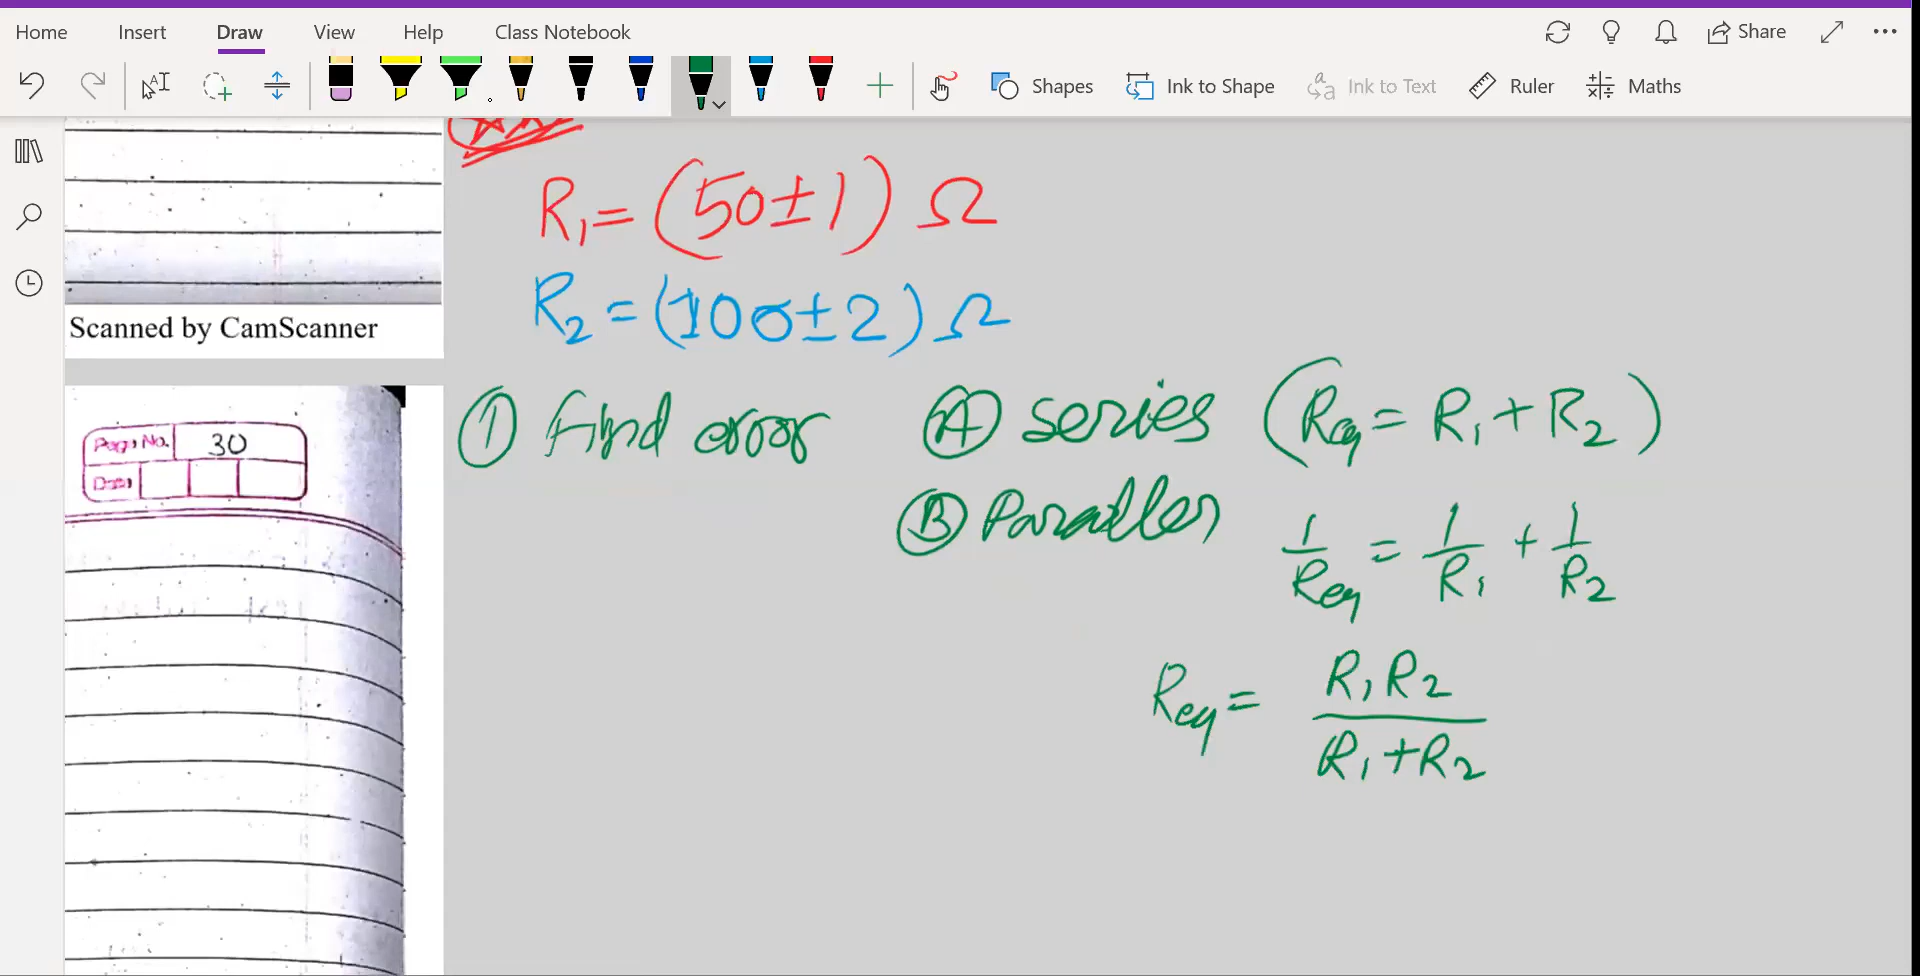 Home Insert Draw View Help Class Notebook Share
Shapes Ink to Shape Ink to Text Ruler Maths
R₁ = (50 ± 1) Ω
R₂ = (100 ± 2) Ω
Scanned by CamScanner
① Find error Ⓐ series (Req = R₁ + R₂)
Page No. 30
Date
Ⓑ Parallel
1/Req = 1/R₁ + 1/R₂
Req = R₁R₂/(R₁+R₂)